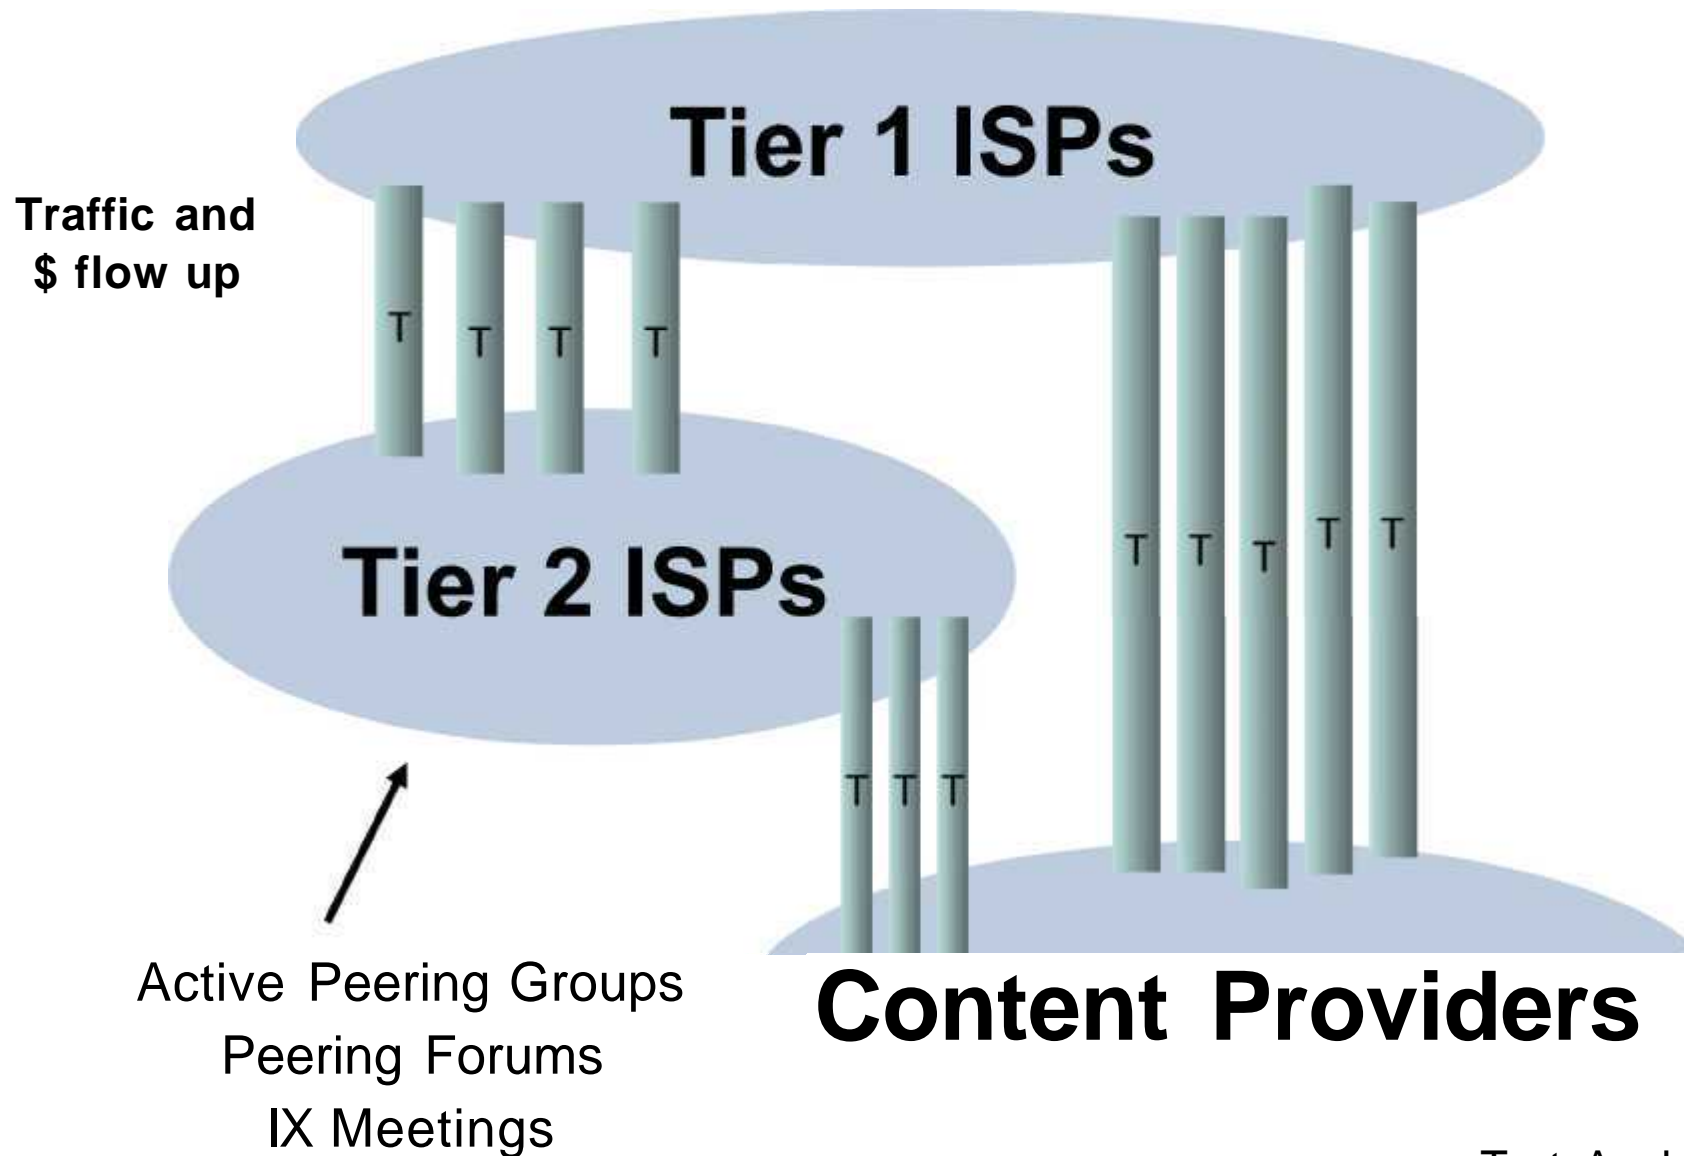 Tier 1 ISPs
Traffic and
$ flow up
T T T T
Tier 2 ISPs
T T T T T
T T T
Active Peering Groups
Peering Forums
IX Meetings
Content Providers